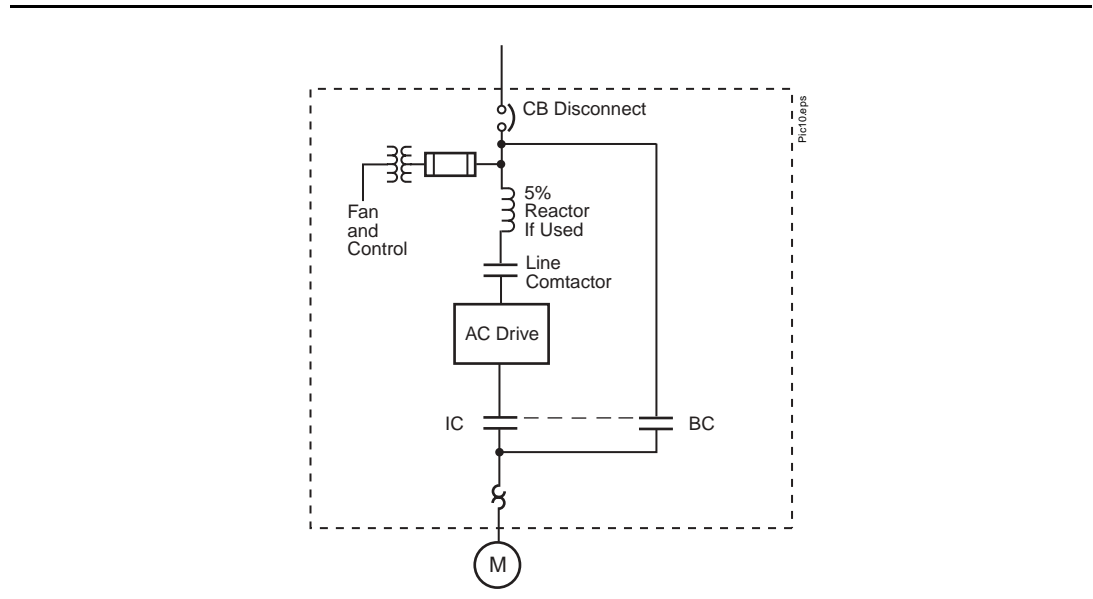 CB Disconnect
Pic10.eps
Fan
and
Control
5%
Reactor
If Used
Line
Comtactor
AC Drive
IC
BC
M